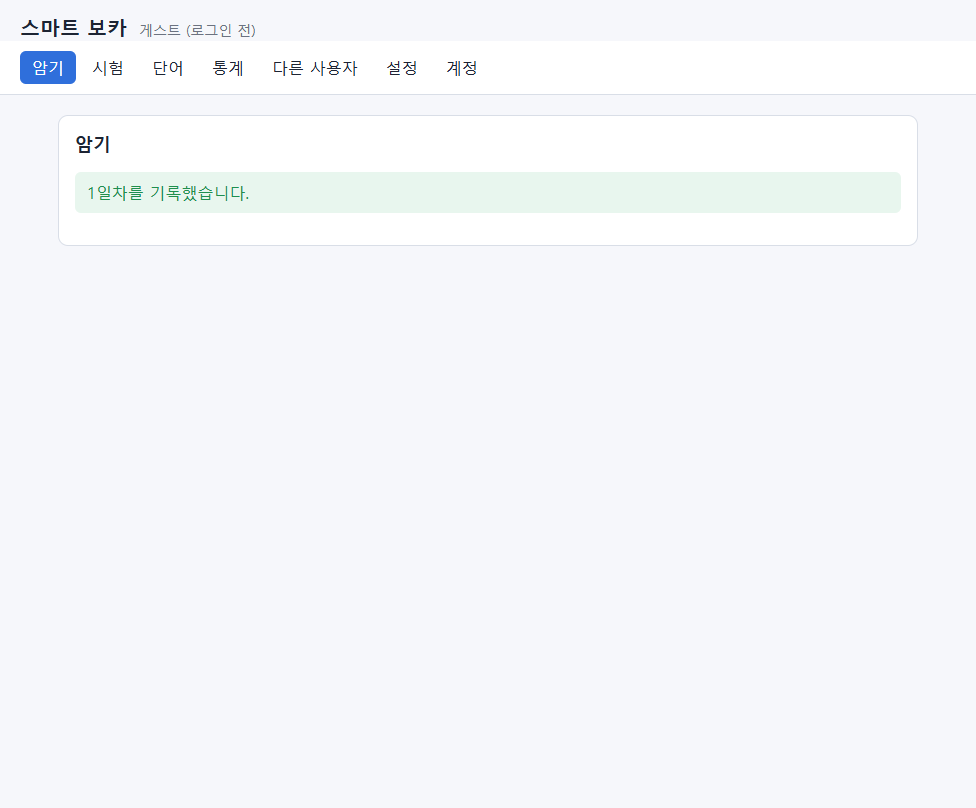 스마트 보카 게스트 (로그인 전)
암기 시험 단어 통계 다른 사용자 설정 계정
암기
1일차를 기록했습니다.